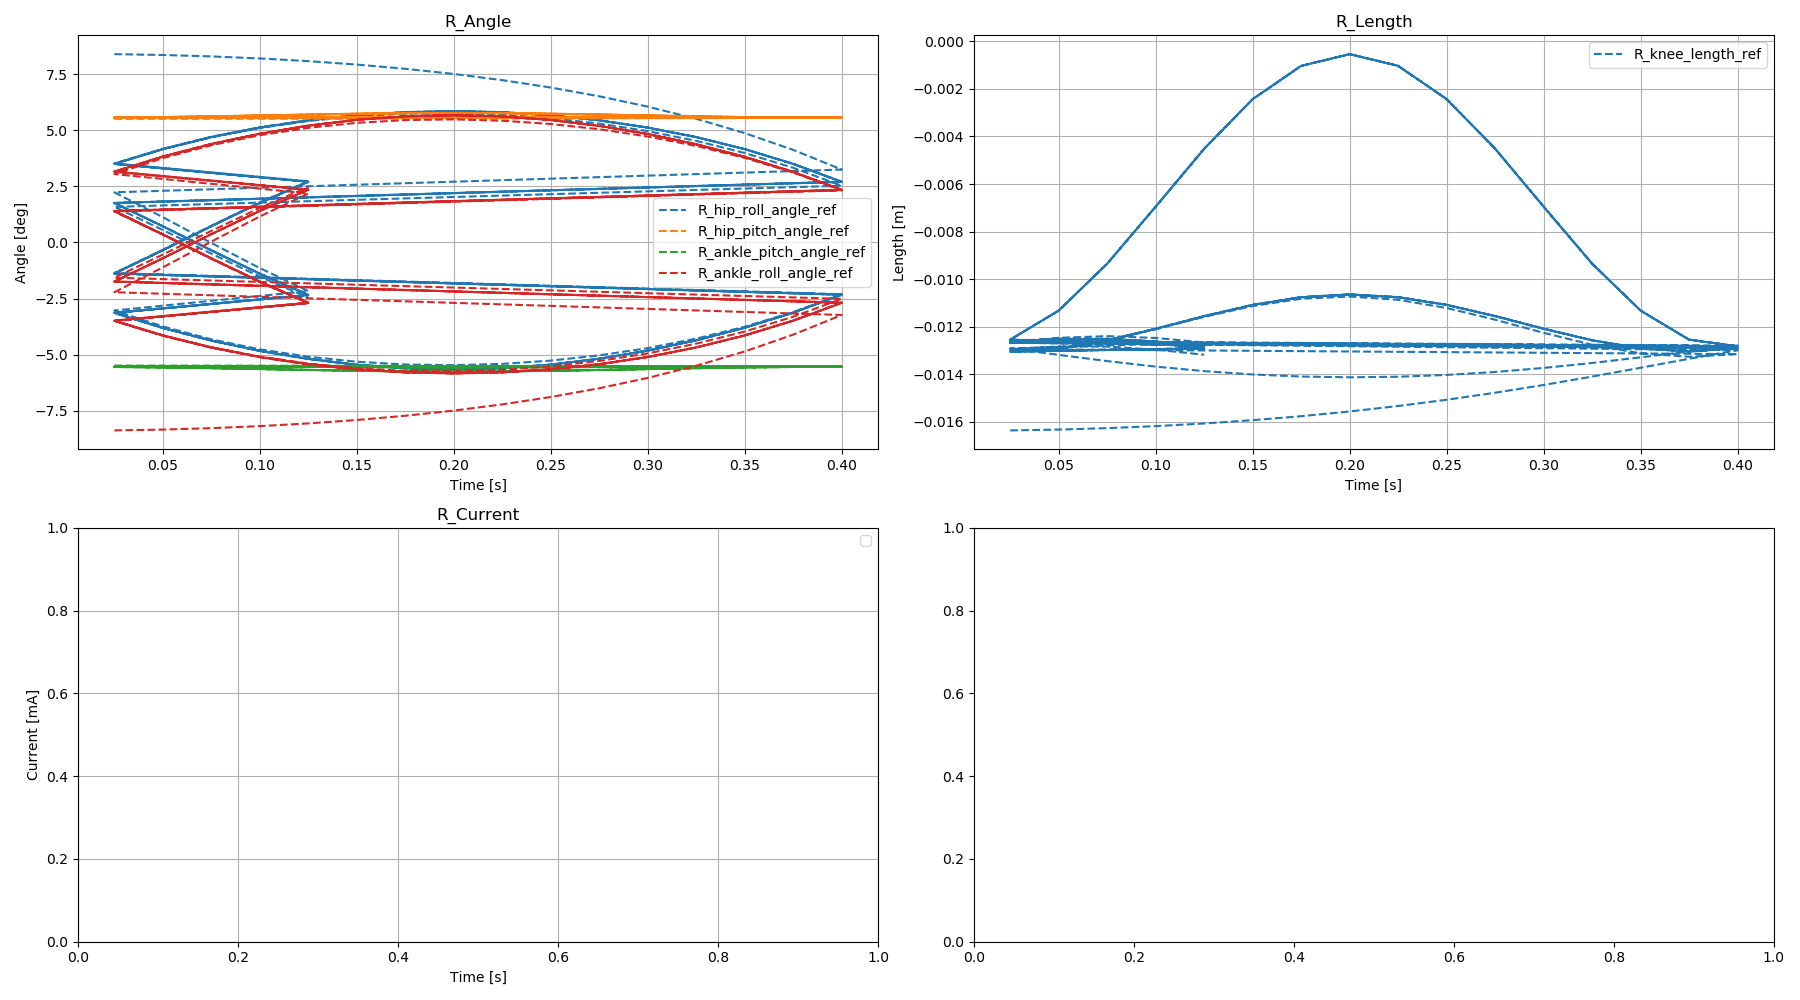 R_Angle
Angle [deg]
7.5
5.0
2.5
0.0
−2.5
−5.0
−7.5
R_hip_roll_angle_ref
R_hip_pitch_angle_ref
R_ankle_pitch_angle_ref
R_ankle_roll_angle_ref
0.05 0.10 0.15 0.20 0.25 0.30 0.35 0.40
Time [s]
R_Length
Length [m]
0.000
−0.002
−0.004
−0.006
−0.008
−0.010
−0.012
−0.014
−0.016
R_knee_length_ref
0.05 0.10 0.15 0.20 0.25 0.30 0.35 0.40
Time [s]
R_Current
Current [mA]
1.0
0.8
0.6
0.4
0.2
0.0
0.0 0.2 0.4 0.6 0.8 1.0
Time [s]
1.0
0.8
0.6
0.4
0.2
0.0
0.0 0.2 0.4 0.6 0.8 1.0